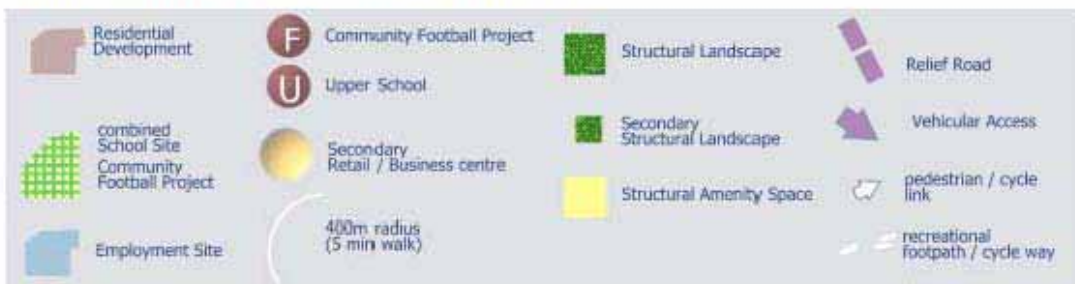 Residential
Development
combined
School Site
Community
Football Project
Employment Site
F
Community Football Project
U
Upper School
Secondary
Retail / Business centre
400m radius
(5 min walk)
Structural Landscape
Secondary
Structural Landscape
Structural Amenity Space
Relief Road
Vehicular Access
pedestrian / cycle
link
recreational
footpath / cycle way